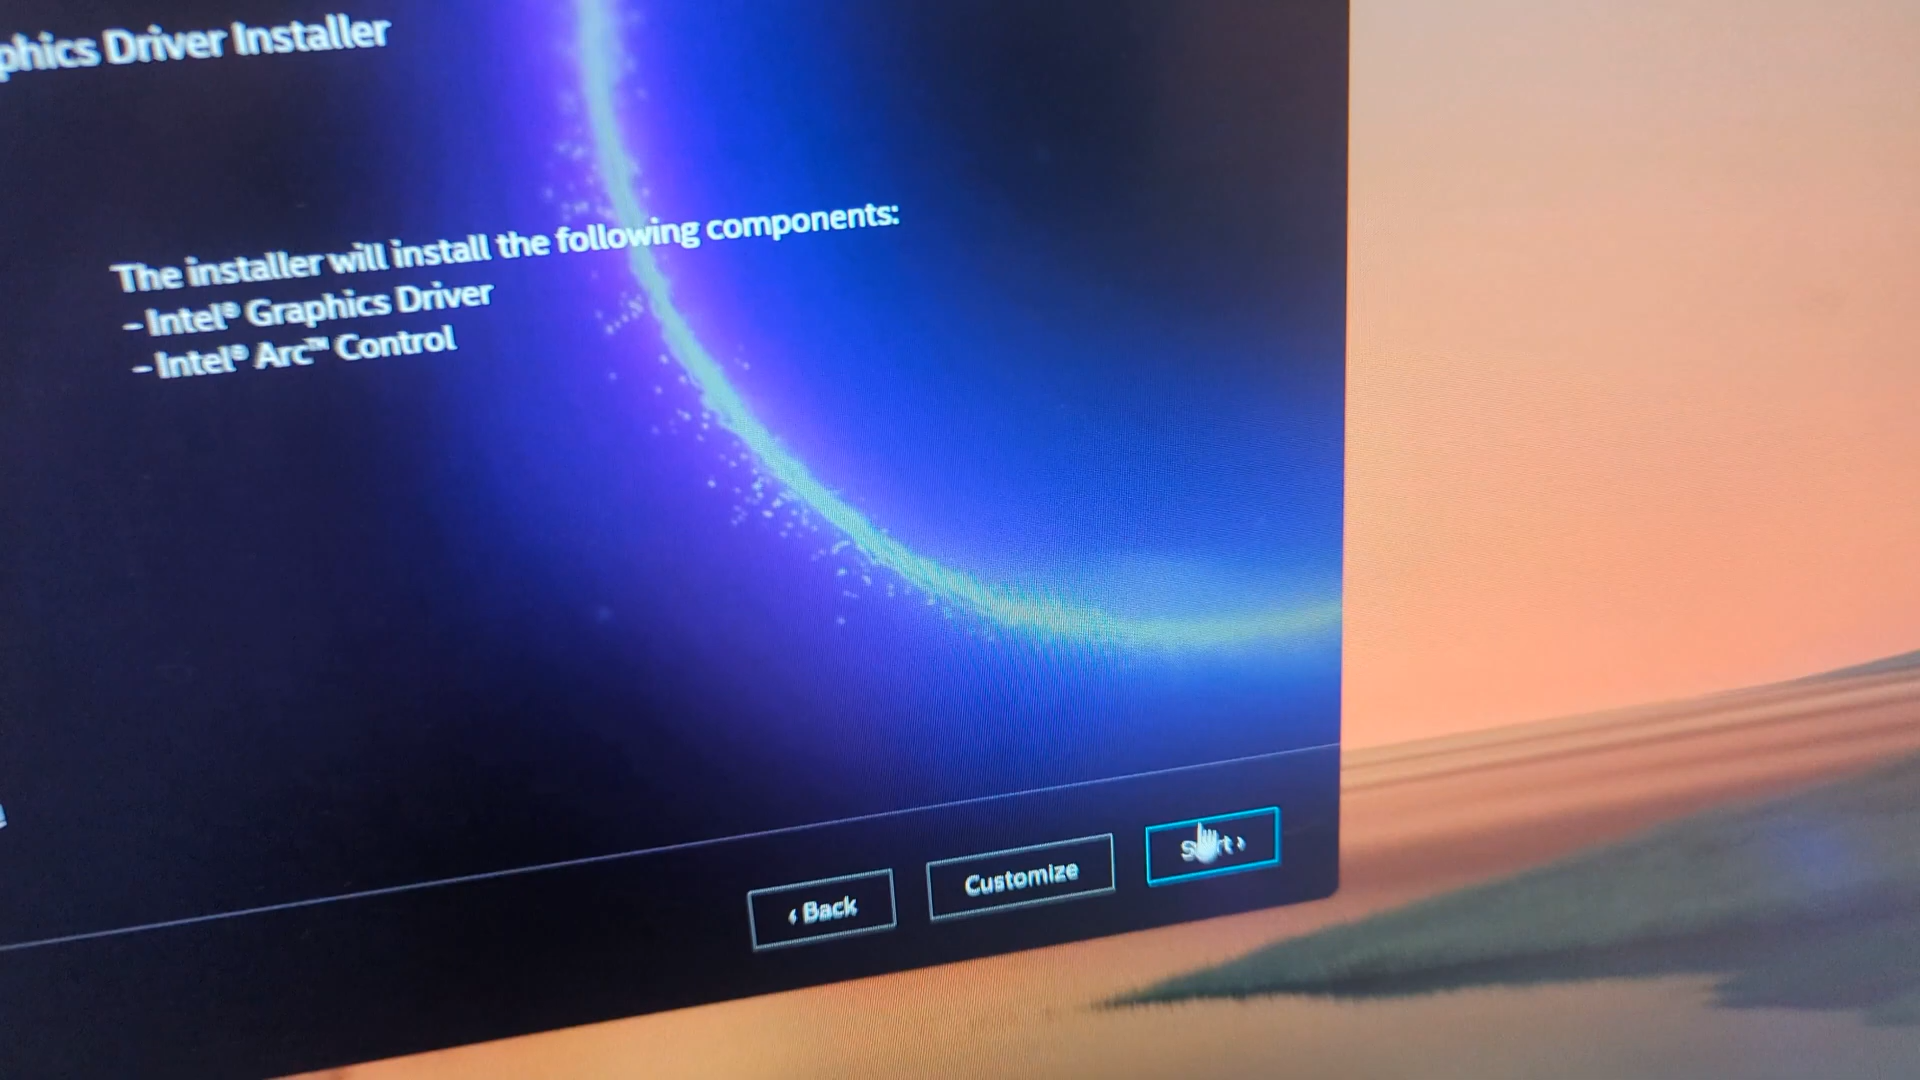 phics Driver Installer
The installer will install the following components:
- Intel® Graphics Driver
- Intel® Arc™ Control
‹ Back
Customize